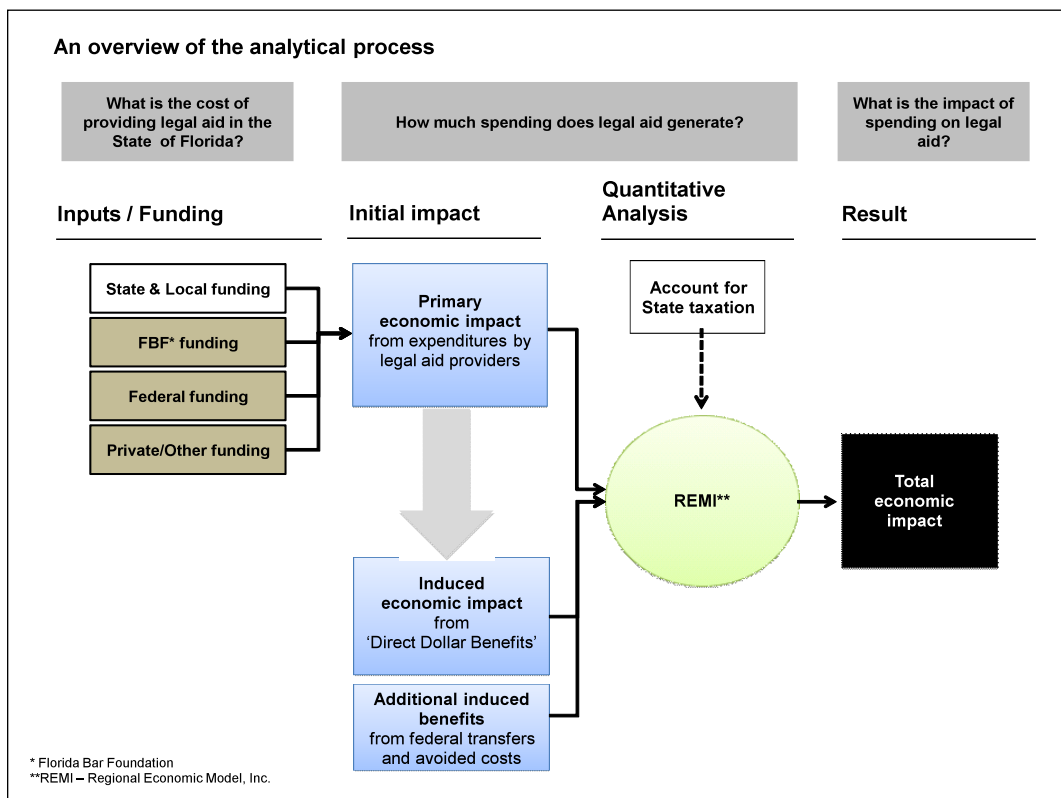 An overview of the analytical process
What is the cost of
providing legal aid in the
State of Florida?
How much spending does legal aid generate?
What is the impact of
spending on legal
aid?
Inputs / Funding
Initial impact
Quantitative
Analysis
Result
State & Local funding
FBF* funding
Federal funding
Private/Other funding
Primary
economic impact
from expenditures by
legal aid providers
Account for
State taxation
REMI**
Total
economic
impact
Induced
economic impact
from
‘Direct Dollar Benefits’
Additional induced
benefits
from federal transfers
and avoided costs
* Florida Bar Foundation
**REMI – Regional Economic Model, Inc.